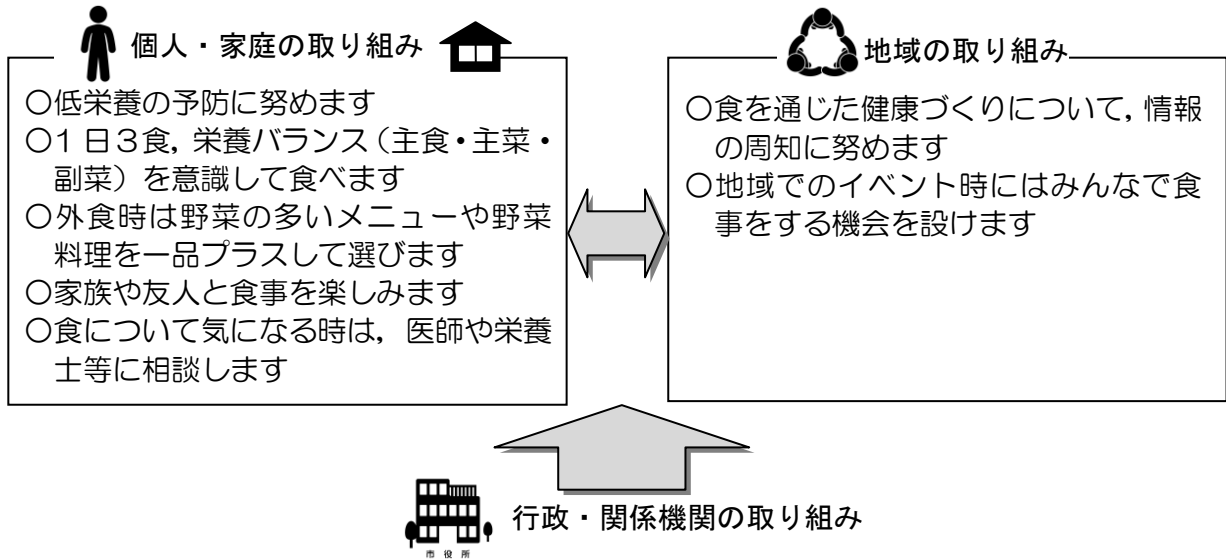 個人・家庭の取り組み
○低栄養の予防に努めます
○1日3食，栄養バランス（主食・主菜・
副菜）を意識して食べます
○外食時は野菜の多いメニューや野菜
料理を一品プラスして選びます
○家族や友人と食事を楽しみます
○食について気になる時は，医師や栄養
士等に相談します
地域の取り組み
○食を通じた健康づくりについて，情報
の周知に努めます
○地域でのイベント時にはみんなで食
事をする機会を設けます
行政・関係機関の取り組み
市役所